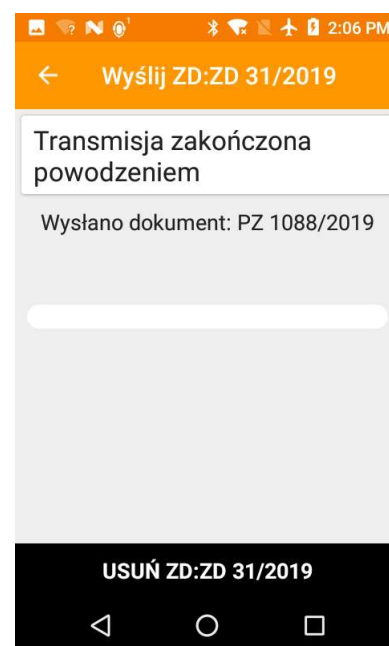 2:06 PM
Wyślij ZD:ZD 31/2019
Transmisja zakończona
powodzeniem
Wysłano dokument: PZ 1088/2019
USUŃ ZD:ZD 31/2019